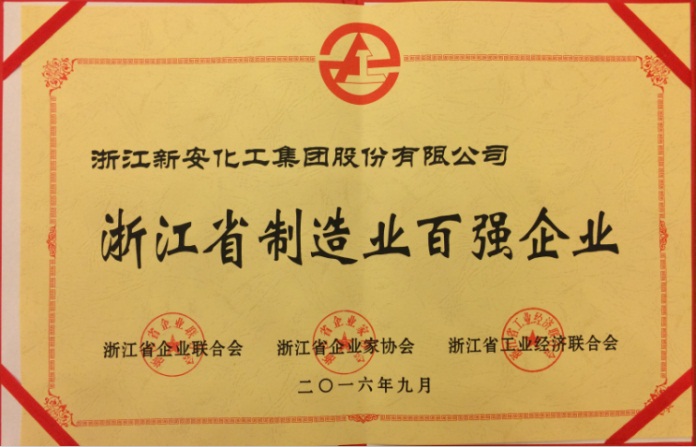 浙江新安化工集团股份有限公司
浙江省制造业百强企业
浙江省企业联合会 浙江省企业家协会 浙江省工业经济联合会
二〇一六年九月